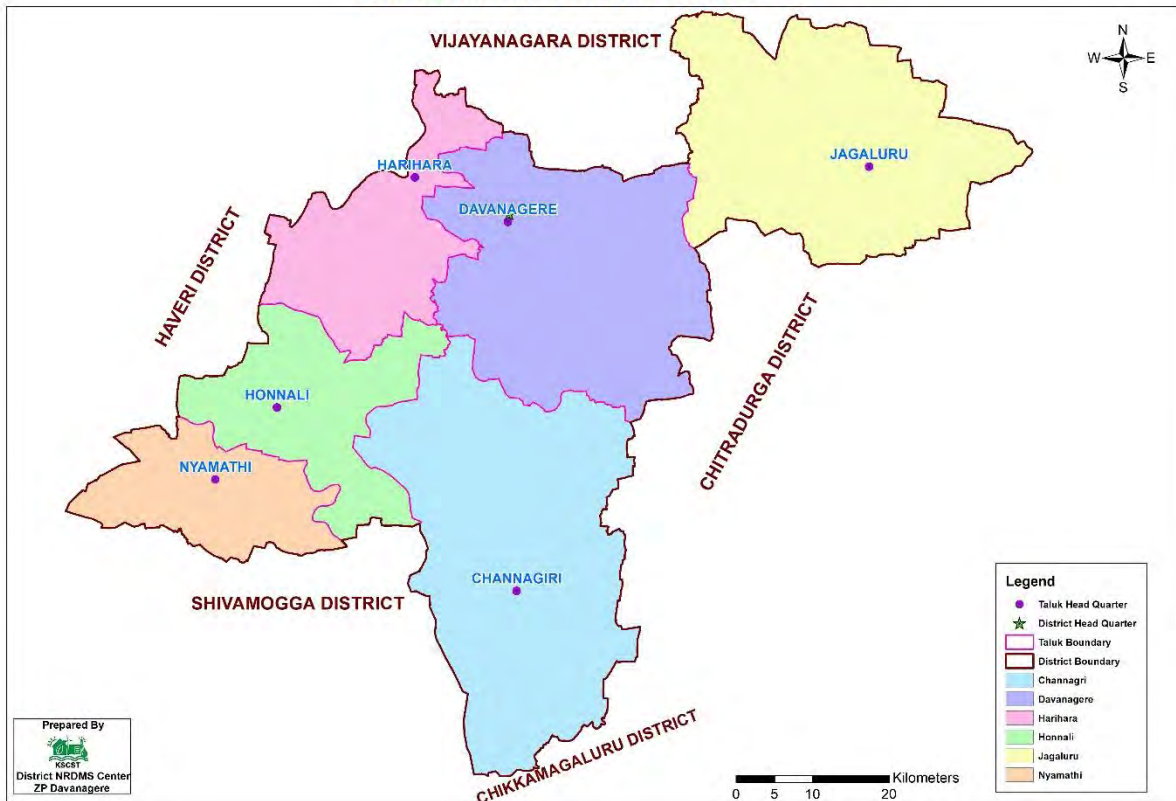 VIJAYANAGARA DISTRICT
N
W E
S
HARIHARA
JAGALURU
DAVANAGERE
HAVERI DISTRICT
CHITRADURGA DISTRICT
HONNALI
NYAMATHI
CHANNAGIRI
SHIVAMOGGA DISTRICT
CHIKKAMAGALURU DISTRICT
Legend
Taluk Head Quarter
District Head Quarter
Taluk Boundary
District Boundary
Channagri
Davanagere
Harihara
Honnali
Jagaluru
Nyamathi
Prepared By
KSCST
District NRDMS Center
ZP Davanagere
Kilometers
0 5 10 20